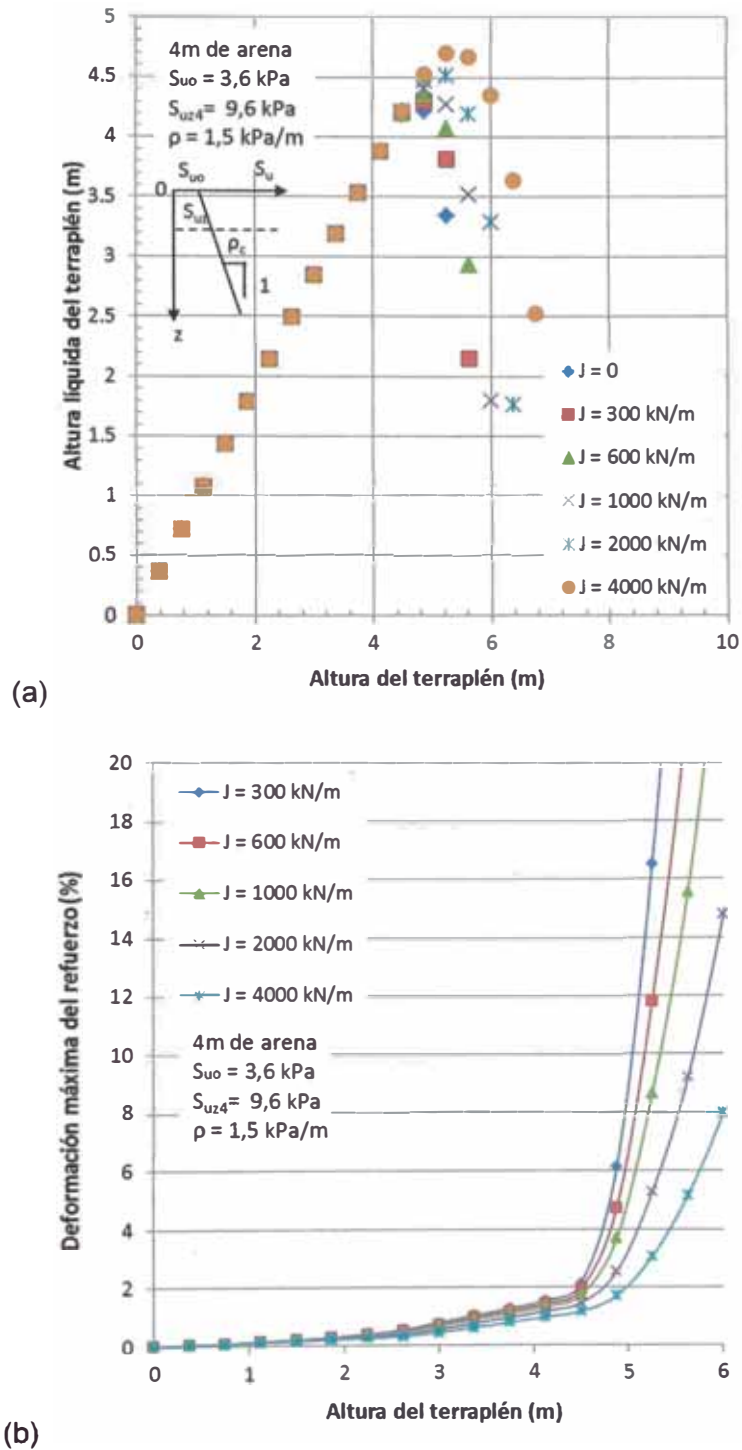 5
4.5
4
3.5
3
2.5
2
1.5
1
0.5
0
Altura líquida del terraplén (m)
4m de arena
Suo = 3,6 kPa
Suz4= 9,6 kPa
ρ = 1,5 kPa/m
0
Suo
Su
Suz
ρc
1
z
J = 0
J = 300 kN/m
J = 600 kN/m
J = 1000 kN/m
J = 2000 kN/m
J = 4000 kN/m
0 2 4 6 8 10
Altura del terraplén (m)
(a)
20
18
16
14
12
10
8
6
4
2
0
Deformación máxima del refuerzo (%)
J = 300 kN/m
J = 600 kN/m
J = 1000 kN/m
J = 2000 kN/m
J = 4000 kN/m
4m de arena
Suo = 3,6 kPa
Suz4= 9,6 kPa
ρ = 1,5 kPa/m
0 1 2 3 4 5 6
Altura del terraplén (m)
(b)